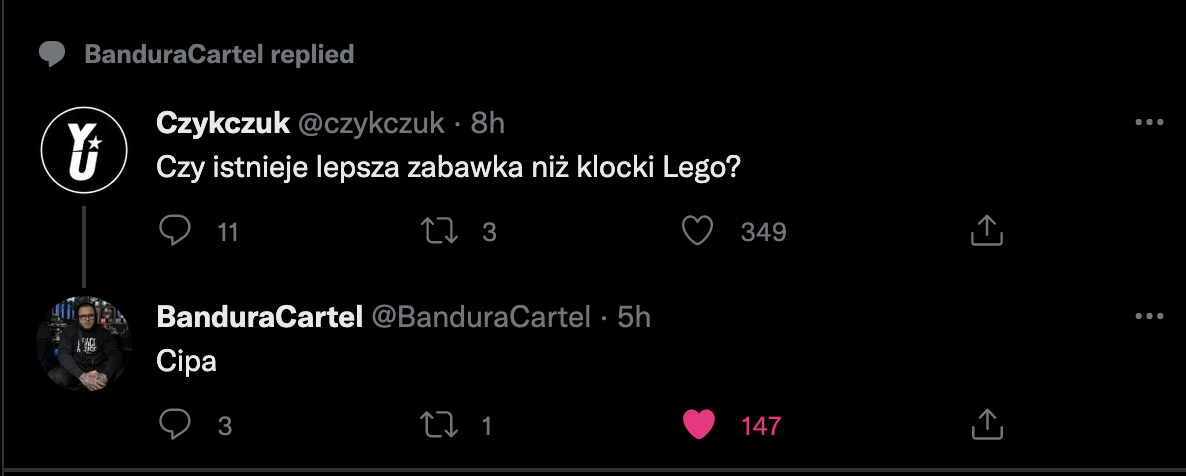 BanduraCartel replied
YU
Czykczuk @czykczuk · 8h
Czy istnieje lepsza zabawka niż klocki Lego?
11 3 349
BanduraCartel @BanduraCartel · 5h
Cipa
3 1 147